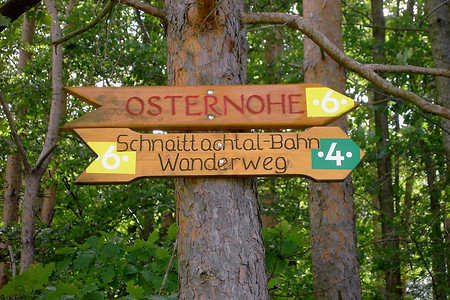 OSTERNOHE ·6·
·6· Schnaittachtal-Bahn ·4·
Wanderweg